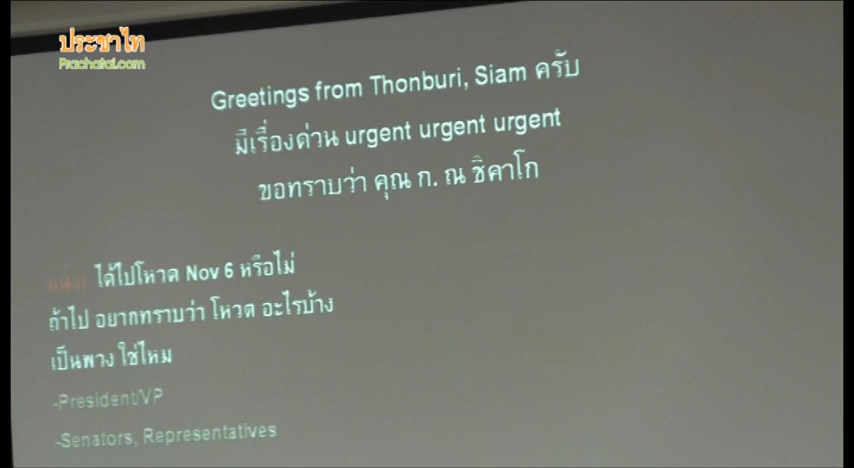 ประชาไท
Prachatai.com
Greetings from Thonburi, Siam ครับ
มีเรื่องด่วน urgent urgent urgent
ขอทราบว่า คุณ ก. ณ ชิคาโก
ได้ไปโหวต Nov 6 หรือไม่
ถ้าไป อยากทราบว่า โหวต อะไรบ้าง
เป็นพวง ใช่ไหม
-President/VP
-Senators, Representatives